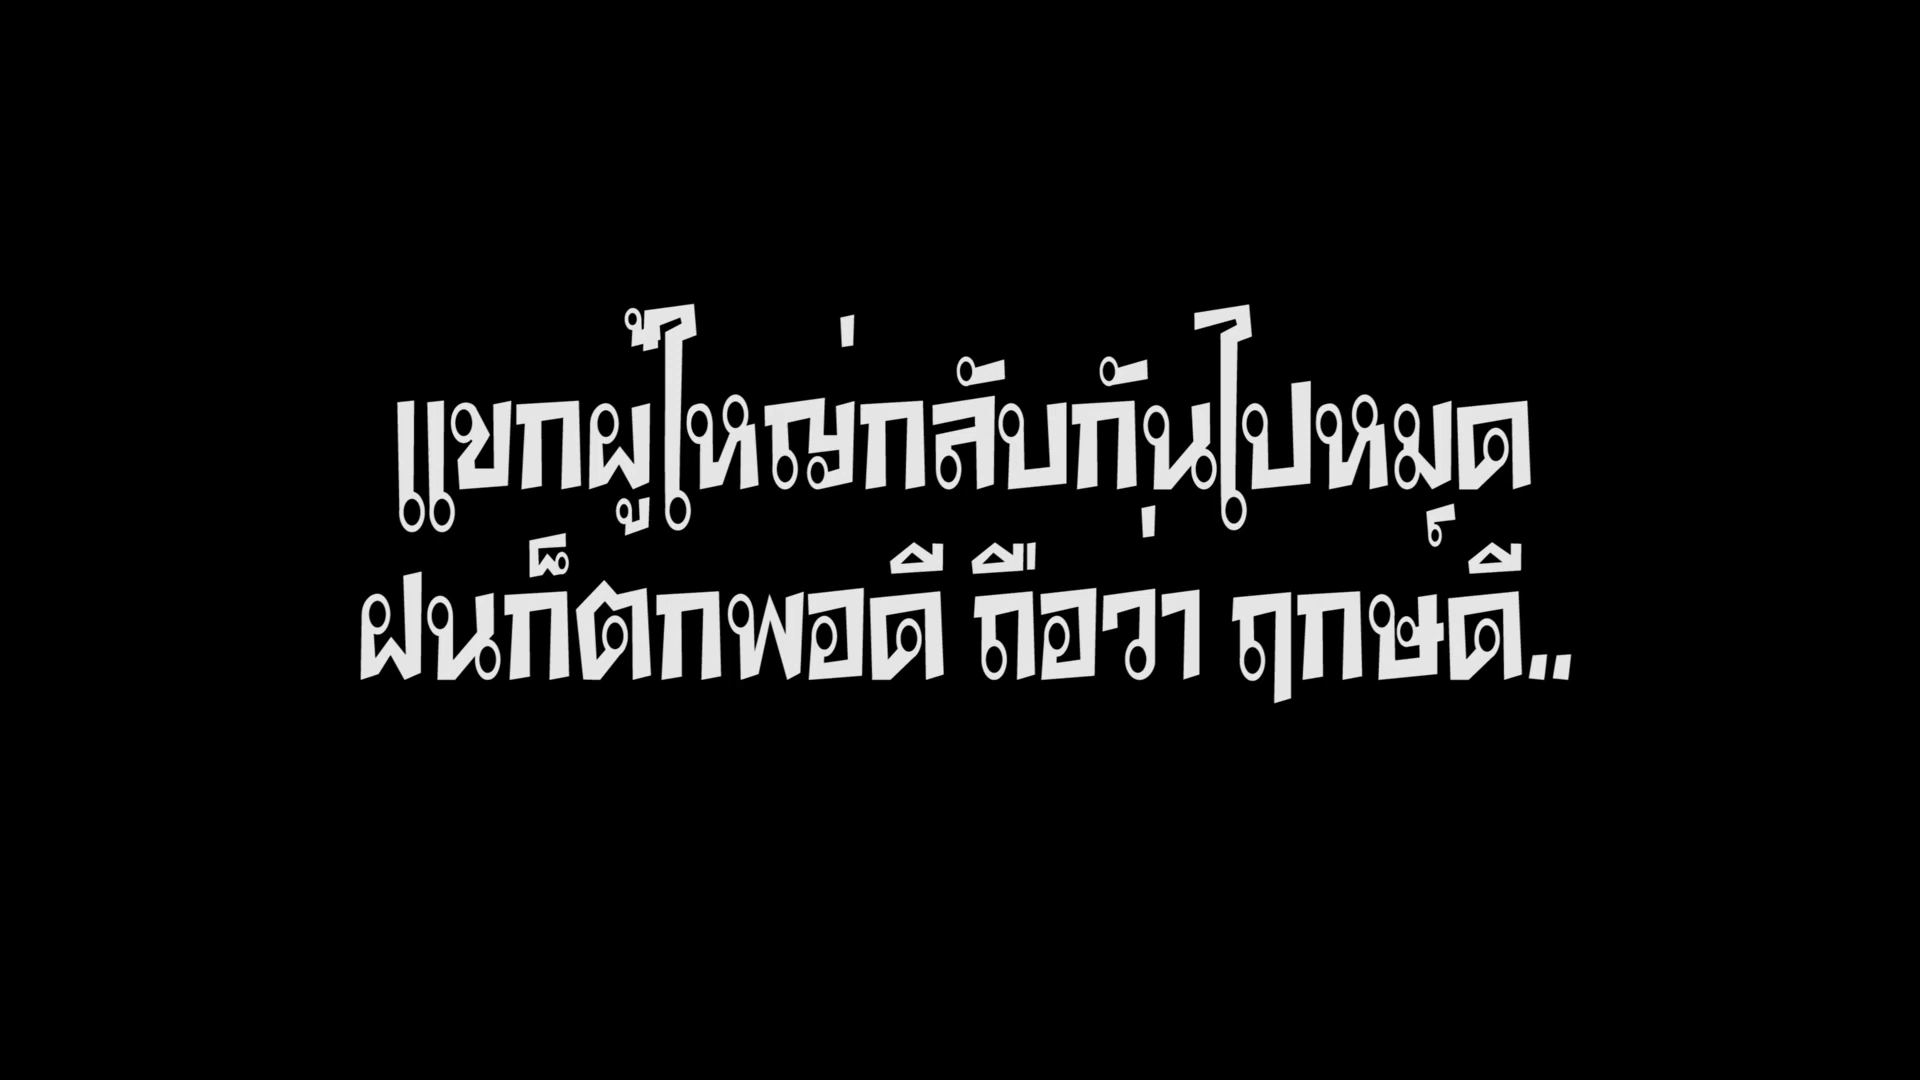 แขกผู้ไหญ่กลับกันไปหมด
ฝนก็ตกพอดี ถือว่า ฤกษ์ดี..